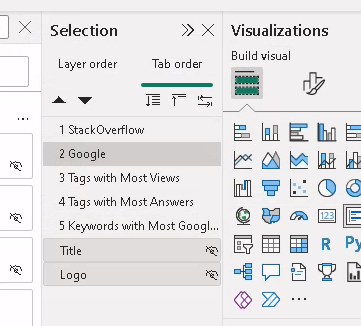 Selection
Visualizations
Build visual
Layer order
Tab order
1 StackOverflow
2 Google
3 Tags with Most Views
4 Tags with Most Answers
5 Keywords with Most Googl...
Title
Logo
123
R
Py